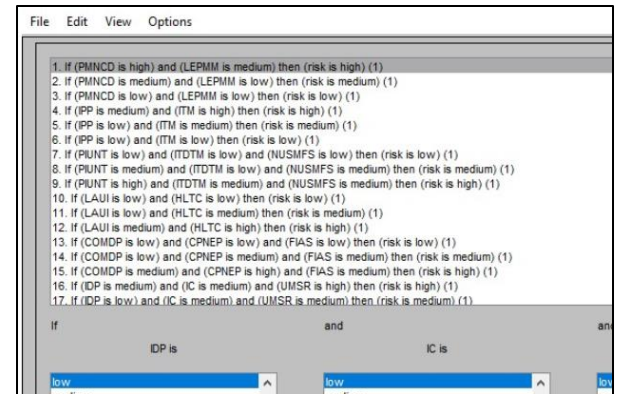 File Edit View Options
1. If (PMNCD is high) and (LEPMM is medium) then (risk is high) (1)
2. If (PMNCD is medium) and (LEPMM is low) then (risk is medium) (1)
3. If (PMNCD is low) and (LEPMM is low) then (risk is low) (1)
4. If (IPP is medium) and (ITM is high) then (risk is high) (1)
5. If (IPP is low) and (ITM is medium) then (risk is medium) (1)
6. If (IPP is low) and (ITM is low) then (risk is low) (1)
7. If (PIUNT is low) and (ITDTM is low) and (NUSMFS is low) then (risk is low) (1)
8. If (PIUNT is medium) and (ITDTM is low) and (NUSMFS is medium) then (risk is medium) (1)
9. If (PIUNT is high) and (ITDTM is medium) and (NUSMFS is medium) then (risk is high) (1)
10. If (LAUI is low) and (HLTC is low) then (risk is low) (1)
11. If (LAUI is low) and (HLTC is medium) then (risk is medium) (1)
12. If (LAUI is medium) and (HLTC is high) then (risk is high) (1)
13. If (COMDP is low) and (CPNEP is low) and (FIAS is low) then (risk is low) (1)
14. If (COMDP is low) and (CPNEP is medium) and (FIAS is medium) then (risk is medium) (1)
15. If (COMDP is medium) and (CPNEP is high) and (FIAS is medium) then (risk is high) (1)
16. If (IDP is medium) and (IC is medium) and (UMSR is high) then (risk is high) (1)
17. If (IDP is low) and (IC is medium) and (UMSR is medium) then (risk is medium) (1)
If and an
IDP is IC is
low low low